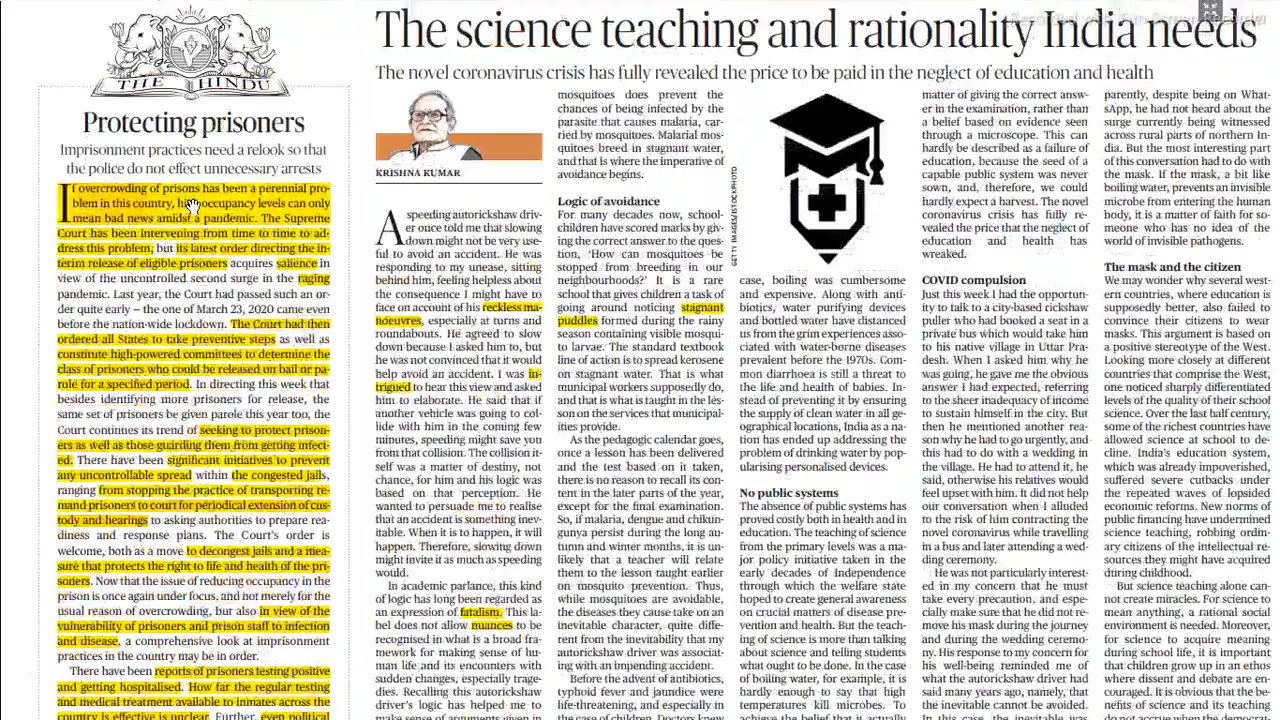 THE HINDU
Protecting prisoners
Imprisonment practices need a relook so that
the police do not effect unnecessary arrests
If overcrowding of prisons has been a perennial pro-
blem in this country, high occupancy levels can only
mean bad news amidst a pandemic. The Supreme
Court has been intervening from time to time to ad-
dress this problem, but its latest order directing the in-
terim release of eligible prisoners acquires salience in
view of the uncontrolled second surge in the raging
pandemic. Last year, the Court had passed such an or-
der quite early – the one of March 23, 2020 came even
before the nation-wide lockdown. The Court had then
ordered all States to take preventive steps as well as
constitute high-powered committees to determine the
class of prisoners who could be released on bail or pa-
role for a specified period. In directing this week that
besides identifying more prisoners for release, the
same set of prisoners be given parole this year too, the
Court continues its trend of seeking to protect prison-
ers as well as those guarding them from getting infect-
ed. There have been significant initiatives to prevent
any uncontrollable spread within the congested jails,
ranging from stopping the practice of transporting re-
mand prisoners to court for periodical extension of cus-
tody and hearings to asking authorities to prepare rea-
diness and response plans. The Court's order is
welcome, both as a move to decongest jails and a mea-
sure that protects the right to life and health of the pri-
soners. Now that the issue of reducing occupancy in the
prison is once again under focus, and not merely for the
usual reason of overcrowding, but also in view of the
vulnerability of prisoners and prison staff to infection
and disease, a comprehensive look at imprisonment
practices in the country may be in order.
There have been reports of prisoners testing positive
and getting hospitalised. How far the regular testing
and medical treatment available to inmates across the
country is effective is unclear. Further, even political
The science teaching and rationality India needs
The novel coronavirus crisis has fully revealed the price to be paid in the neglect of education and health
KRISHNA KUMAR
A speeding autorickshaw driv-
er once told me that slowing
down might not be very use-
ful to avoid an accident. He was
responding to my unease, sitting
behind him, feeling helpless about
the consequence I might have to
face on account of his reckless ma-
noeuvres, especially at turns and
roundabouts. He agreed to slow
down because I asked him to, but
he was not convinced that it would
help avoid an accident. I was in-
trigued to hear this view and asked
him to elaborate. He said that if
another vehicle was going to col-
lide with him in the coming few
minutes, speeding might save you
from that collision. The collision it-
self was a matter of destiny, not
chance, for him and his logic was
based on that perception. He
wanted to persuade me to realise
that an accident is something inev-
itable. When it is to happen, it will
happen. Therefore, slowing down
might invite it as much as speeding
would.
In academic parlance, this kind
of logic has long been regarded as
an expression of fatalism. This la-
bel does not allow nuances to be
recognised in what is a broad fra-
mework for making sense of hu-
man life and its encounters with
sudden changes, especially trage-
dies. Recalling this autorickshaw
driver's logic has helped me to
make sense of arguments given in
mosquitoes does prevent the
chances of being infected by the
parasite that causes malaria, car-
ried by mosquitoes. Malarial mos-
quitoes breed in stagnant water,
and that is where the imperative of
avoidance begins.
Logic of avoidance
For many decades now, school-
children have scored marks by giv-
ing the correct answer to the ques-
tion, 'How can mosquitoes be
stopped from breeding in our
neighbourhoods?' It is a rare
school that gives children a task of
going around noticing stagnant
puddles formed during the rainy
season containing visible mosqui-
to larvae. The standard textbook
line of action is to spread kerosene
on stagnant water. That is what
municipal workers supposedly do,
and that is what is taught in the les-
son on the services that municipal-
ities provide.
As the pedagogic calendar goes,
once a lesson has been delivered
and the test based on it taken,
there is no reason to recall its con-
tent in the later parts of the year,
except for the final examination.
So, if malaria, dengue and chikun-
gunya persist during the long au-
tumn and winter months, it is un-
likely that a teacher will relate
them to the lesson taught earlier
on mosquito prevention. Thus,
while mosquitoes are avoidable,
the diseases they cause take on an
inevitable character, quite differ-
ent from the inevitability that my
autorickshaw driver was associat-
ing with an impending accident.
Before the advent of antibiotics,
typhoid fever and jaundice were
life-threatening, and especially so
in the case of children. Doctors knew
GETTY IMAGES/ISTOCKPHOTO
case, boiling was cumbersome
and expensive. Along with anti-
biotics, water purifying devices
and bottled water have distanced
us from the grim experiences asso-
ciated with water-borne diseases
prevalent before the 1970s. Com-
mon diarrhoea is still a threat to
the life and health of babies. In-
stead of preventing it by ensuring
the supply of clean water in all ge-
ographical locations, India as a na-
tion has ended up addressing the
problem of drinking water by pop-
ularising personalised devices.
No public systems
The absence of public systems has
proved costly both in health and in
education. The teaching of science
from the primary levels was a ma-
jor policy initiative taken in the
early decades of Independence
through which the welfare state
hoped to create general awareness
on crucial matters of disease pre-
vention and health. But the teach-
ing of science is more than talking
about science and telling students
what ought to be done. In the case
of boiling water, for example, it is
hardly enough to say that high
temperatures kill microbes. To
achieve the belief that it actually
matter of giving the correct answ-
er in the examination, rather than
a belief based on evidence seen
through a microscope. This can
hardly be described as a failure of
education, because the seed of a
capable public system was never
sown, and, therefore, we could
hardly expect a harvest. The novel
coronavirus crisis has fully re-
vealed the price that the neglect of
education and health has
wreaked.
COVID compulsion
Just this week I had the opportuni-
ty to talk to a city-based rickshaw
puller who had booked a seat in a
private bus which would take him
to his native village in Uttar Pra-
desh. When I asked him why he
was going, he gave me the obvious
answer I had expected, referring
to the sheer inadequacy of income
to sustain himself in the city. But
then he mentioned another rea-
son why he had to go urgently, and
this had to do with a wedding in
the village. He had to attend it, he
said, otherwise his relatives would
feel upset with him. It did not help
our conversation when I alluded
to the risk of him contracting the
novel coronavirus while travelling
in a bus and later attending a wed-
ding ceremony.
He was not particularly interest-
ed in my concern that he must
take every precaution, and espe-
cially make sure that he did not re-
move his mask during the journey
and during the wedding ceremo-
ny. His response to my concern for
his well-being reminded me of
what the autorickshaw driver had
said many years ago, namely, that
the inevitable cannot be avoided.
In this case, the inevitable was
parently, despite being on What-
sApp, he had not heard about the
surge currently being witnessed
across rural parts of northern In-
dia. But the most interesting part
of this conversation had to do with
the mask. If the mask, a bit like
boiling water, prevents an invisible
microbe from entering the human
body, it is a matter of faith for so-
meone who has no idea of the
world of invisible pathogens.
The mask and the citizen
We may wonder why several west-
ern countries, where education is
supposedly better, also failed to
convince their citizens to wear
masks. This argument is based on
a positive stereotype of the West.
Looking more closely at different
countries that comprise the West,
one noticed sharply differentiated
levels of the quality of their school
science. Over the last half century,
some of the richest countries have
allowed science at school to de-
cline. India's education system,
which was already impoverished,
suffered severe cutbacks under
the repeated waves of lopsided
economic reforms. New norms of
public financing have undermined
science teaching, robbing ordin-
ary citizens of the intellectual re-
sources they might have acquired
during childhood.
But science teaching alone can-
not create miracles. For science to
mean anything, a rational social
environment is needed. Moreover,
for science to acquire meaning
during school life, it is important
that children grow up in an ethos
where dissent and debate are en-
couraged. It is obvious that the be-
nefits of science and its teaching
do not accrue when the